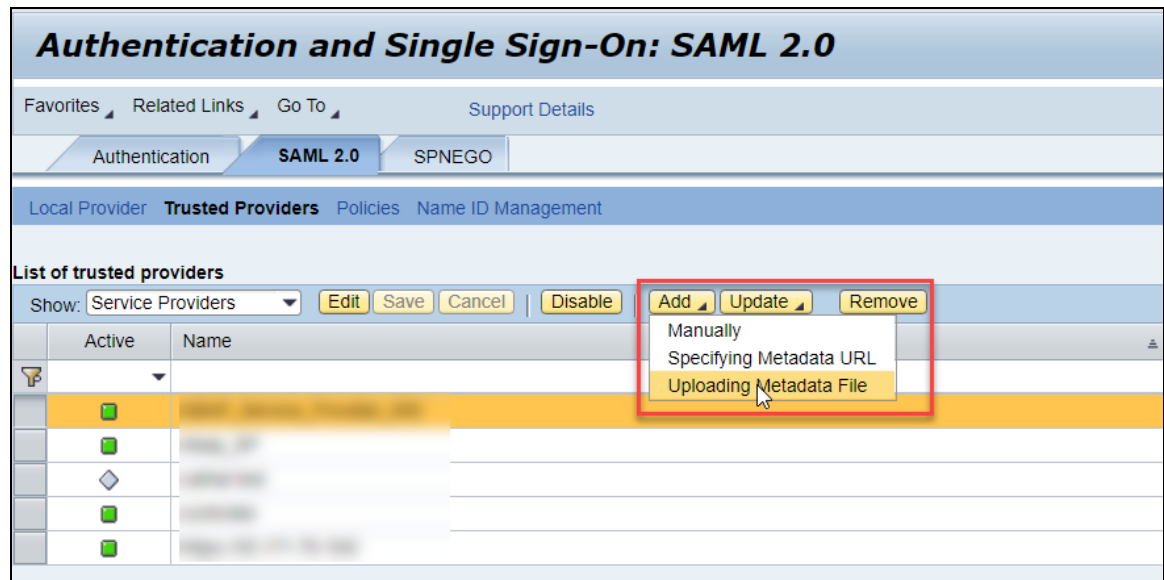 Authentication and Single Sign-On: SAML 2.0
Favorites Related Links Go To Support Details
Authentication SAML 2.0 SPNEGO
Local Provider Trusted Providers Policies Name ID Management
List of trusted providers
Show: Service Providers Edit Save Cancel Disable Add Update Remove
Manually
Active Name
Specifying Metadata URL
Uploading Metadata File